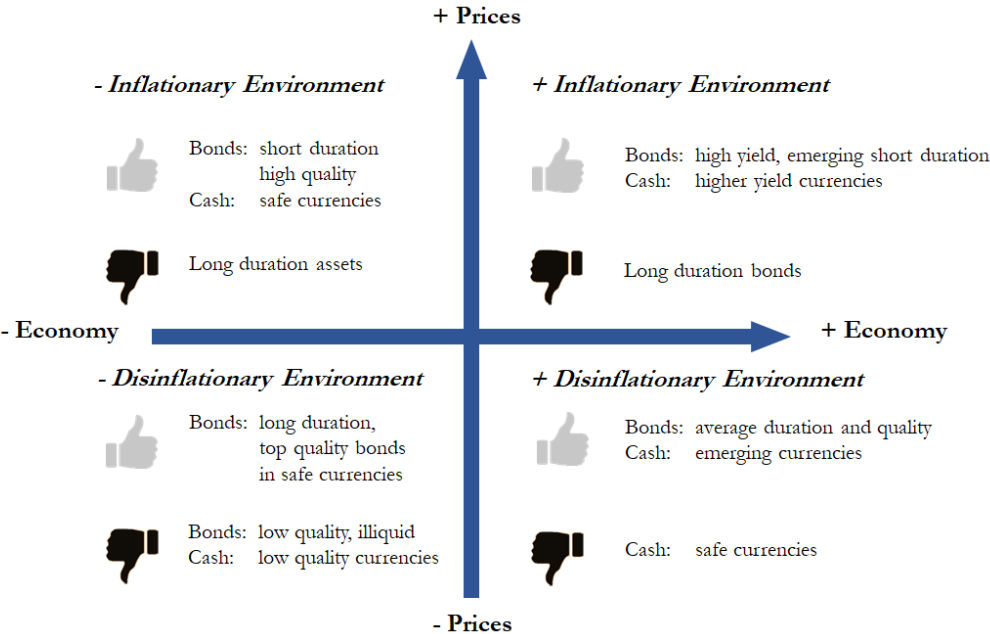 + Prices
- Inflationary Environment
Bonds: short duration
high quality
Cash: safe currencies
Long duration assets
+ Inflationary Environment
Bonds: high yield, emerging short duration
Cash: higher yield currencies
Long duration bonds
- Economy
+ Economy
- Disinflationary Environment
Bonds: long duration,
top quality bonds
in safe currencies
Bonds: low quality, illiquid
Cash: low quality currencies
+ Disinflationary Environment
Bonds: average duration and quality
Cash: emerging currencies
Cash: safe currencies
- Prices